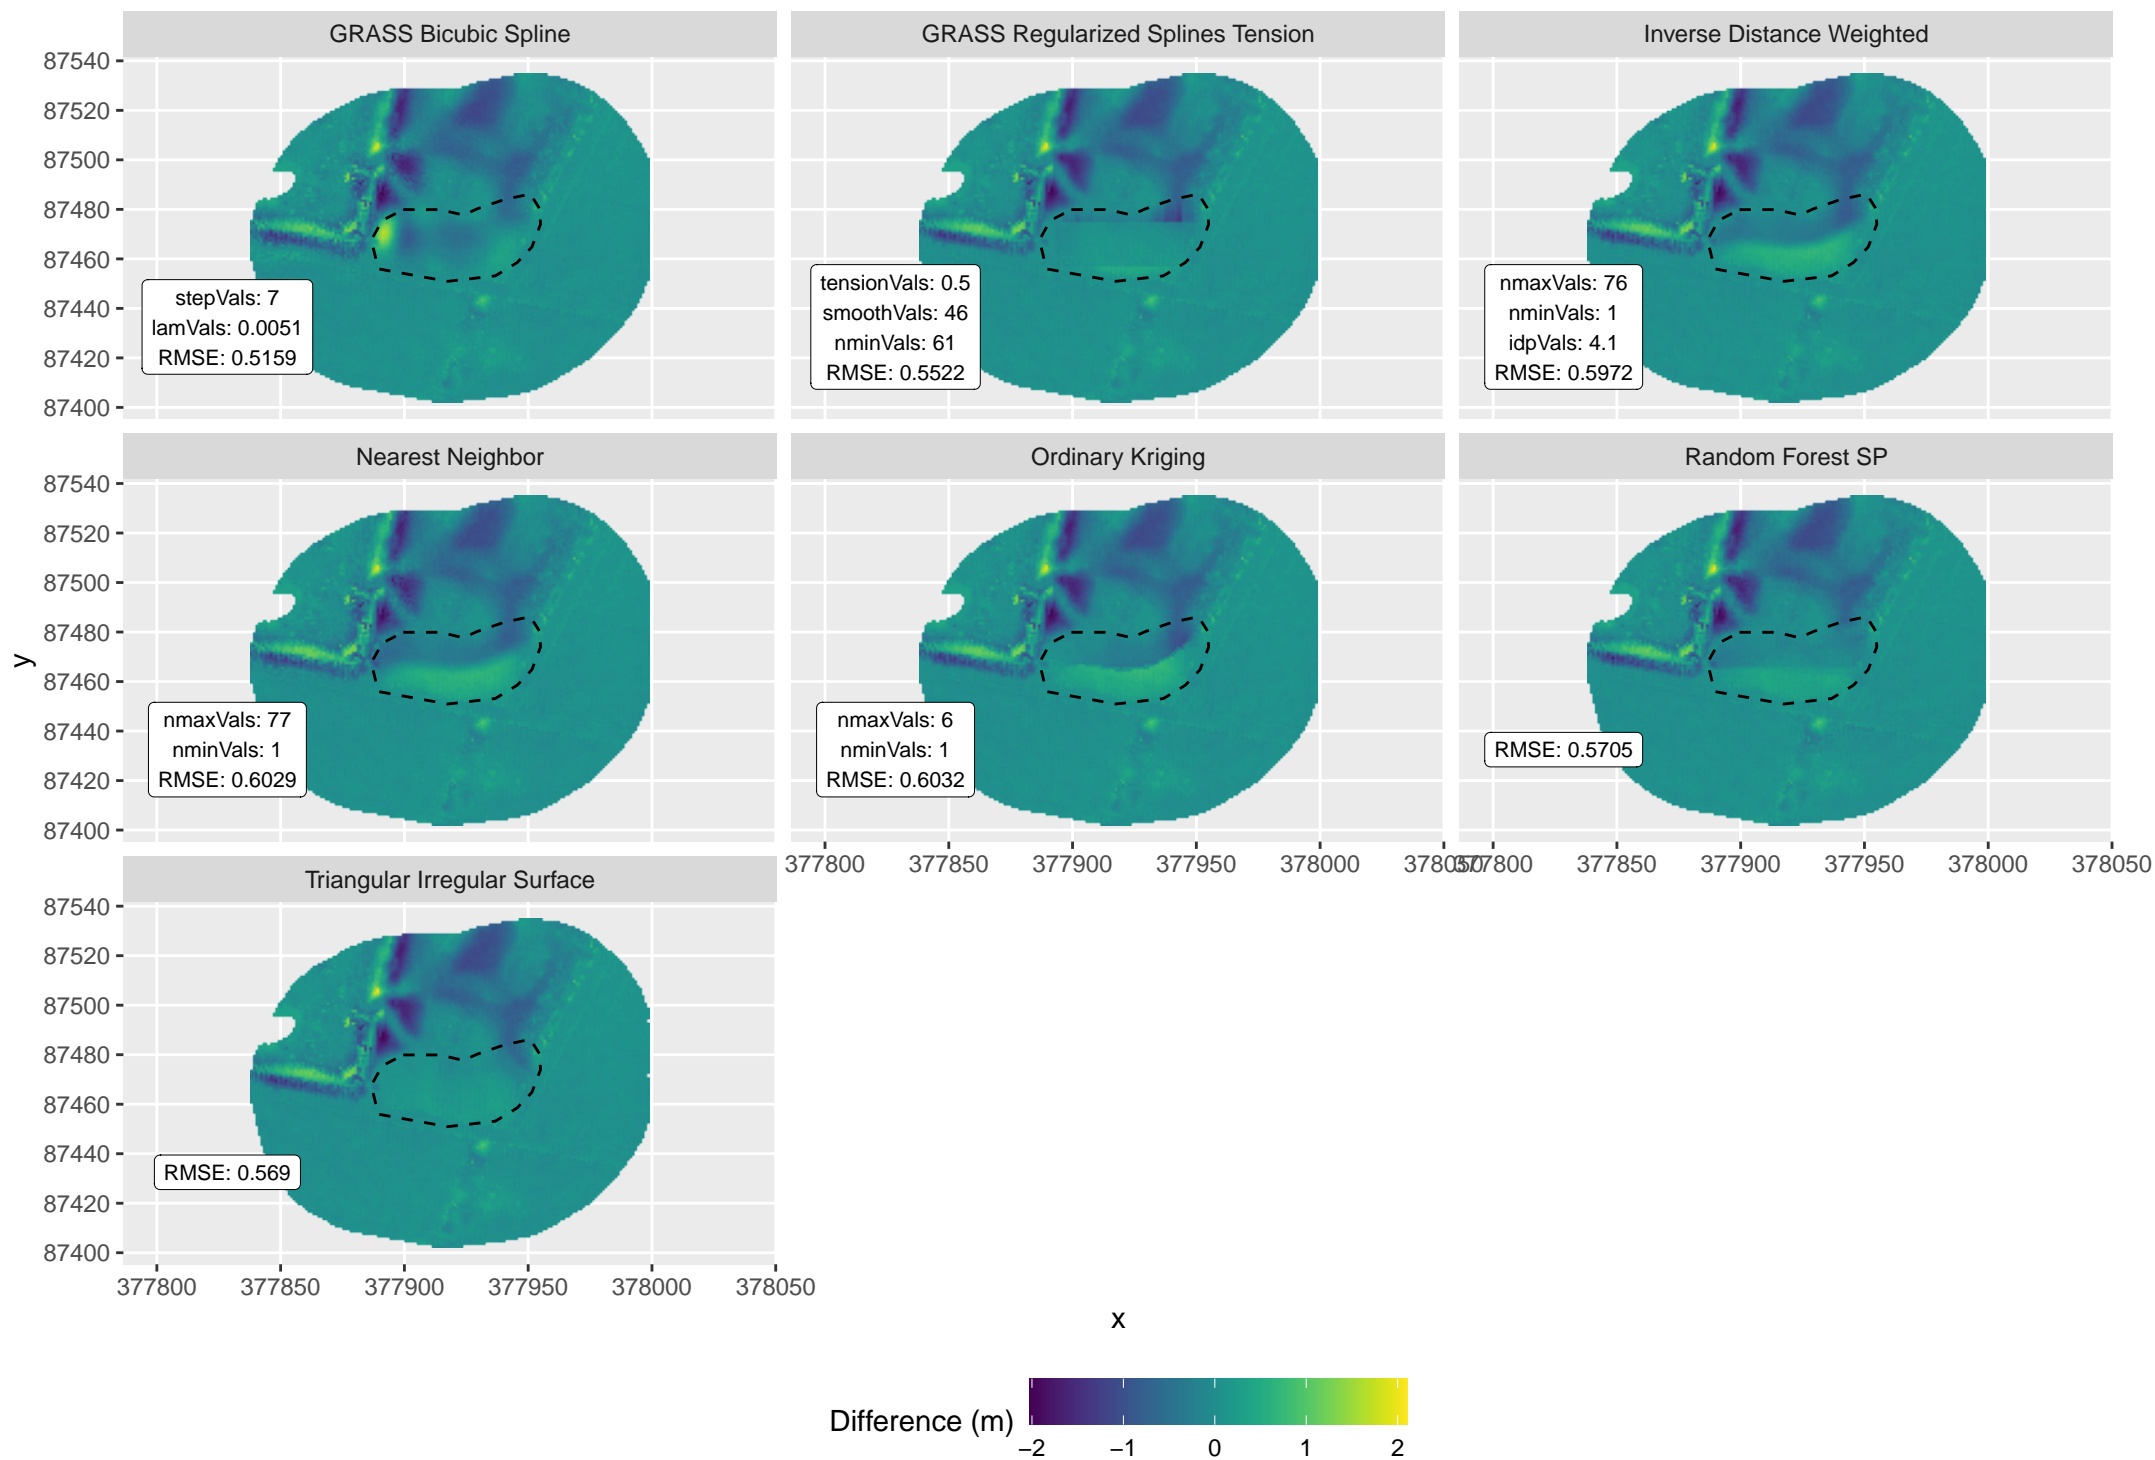 GRASS Bicubic Spline
GRASS Regularized Splines Tension
Inverse Distance Weighted
87540
87520
87500
87480
87460
87440
87420
87400
stepVals: 7
lamVals: 0.0051
RMSE: 0.5159
tensionVals: 0.5
smoothVals: 46
nminVals: 61
RMSE: 0.5522
nmaxVals: 76
nminVals: 1
idpVals: 4.1
RMSE: 0.5972
Nearest Neighbor
Ordinary Kriging
Random Forest SP
87540
87520
87500
87480
87460
87440
87420
87400
y
nmaxVals: 77
nminVals: 1
RMSE: 0.6029
nmaxVals: 6
nminVals: 1
RMSE: 0.6032
RMSE: 0.5705
377800 377850 377900 377950 378000 378050
377800 377850 377900 377950 378000 378050
Triangular Irregular Surface
87540
87520
87500
87480
87460
87440
87420
87400
RMSE: 0.569
377800 377850 377900 377950 378000 378050
x
Difference (m)
−2 −1 0 1 2